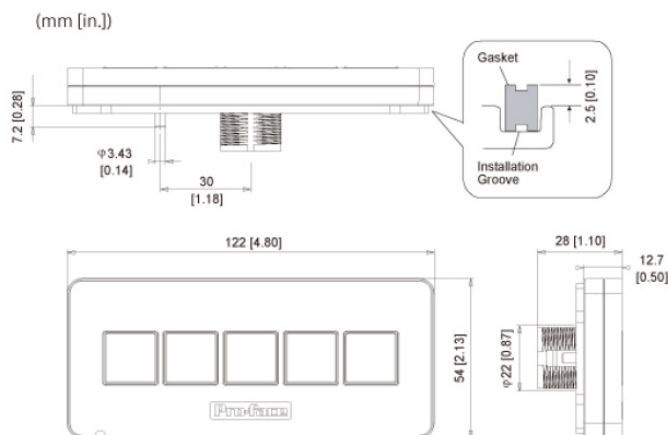 (mm [in.])
Gasket
2.5 [0.10]
7.2 [0.28]
φ3.43
[0.14]
30
[1.18]
Installation
Groove
122 [4.80]
28 [1.10]
12.7
[0.50]
54 [2.13]
φ22 [0.87]
Pro-face